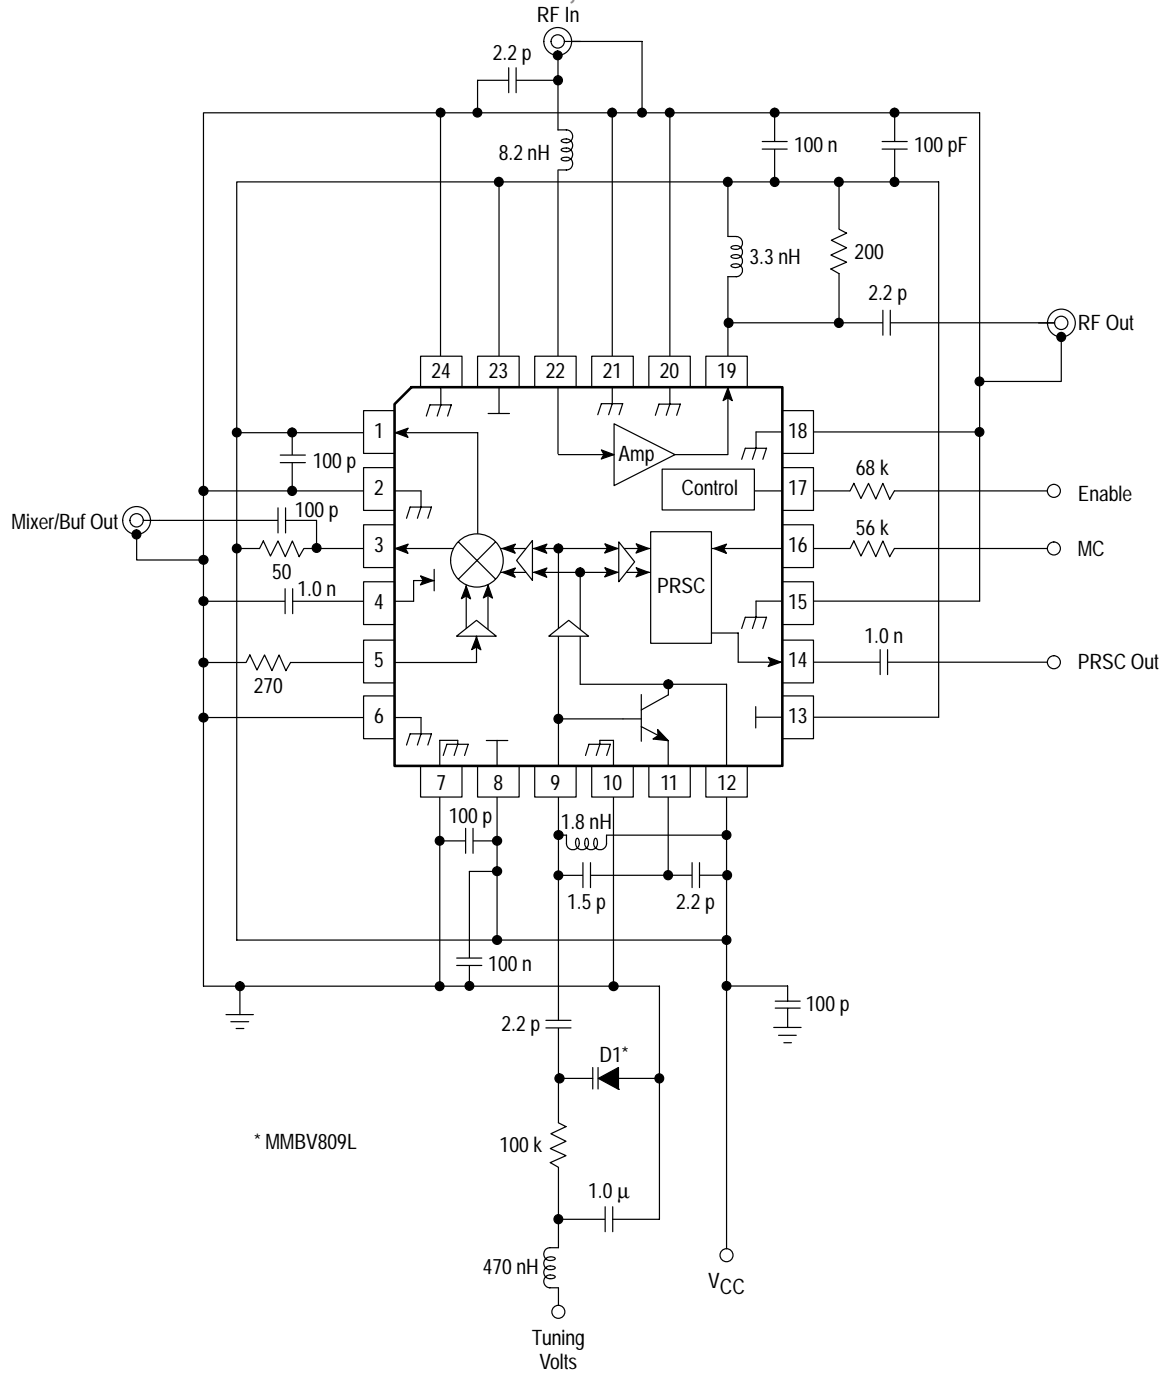 RF In
2.2 p
8.2 nH
100 n
100 pF
3.3 nH
200
2.2 p
RF Out
24
23
22
21
20
19
1
100 p
2
Mixer/Buf Out
100 p
3
50
1.0 n
4
5
270
6
Amp
Control
PRSC
18
17
68 k
Enable
16
56 k
MC
15
1.0 n
14
PRSC Out
13
7
8
9
10
11
12
100 p
1.8 nH
1.5 p
2.2 p
100 n
100 p
2.2 p
D1*
* MMBV809L
100 k
1.0 μ
470 nH
VCC
Tuning
Volts